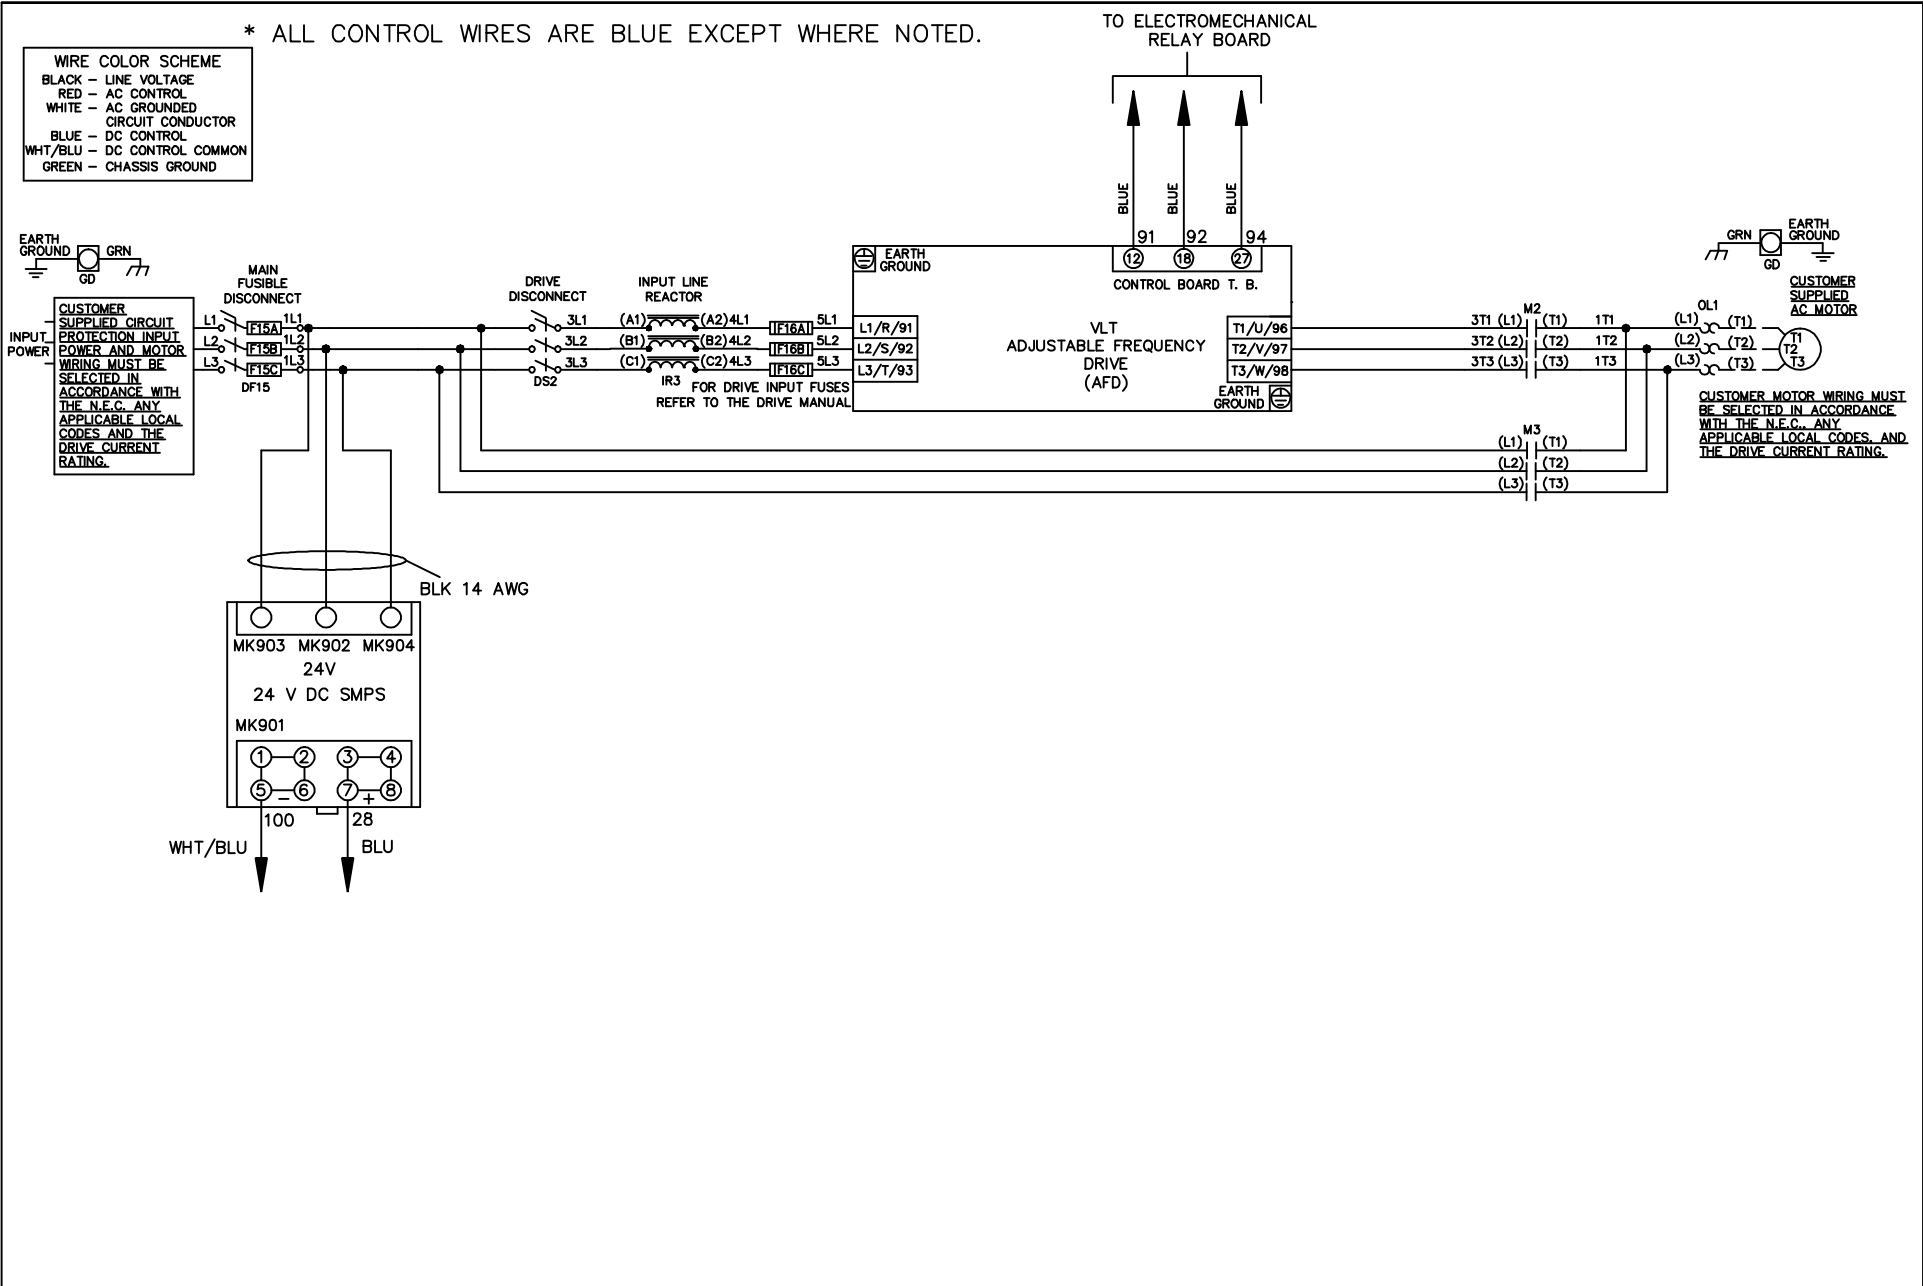 * ALL CONTROL WIRES ARE BLUE EXCEPT WHERE NOTED.
WIRE COLOR SCHEME
BLACK – LINE VOLTAGE
RED – AC CONTROL
WHITE – AC GROUNDED
CIRCUIT CONDUCTOR
BLUE – DC CONTROL
WHT/BLU – DC CONTROL COMMON
GREEN – CHASSIS GROUND
TO ELECTROMECHANICAL
RELAY BOARD
BLUE
BLUE
BLUE
91 92 94
12 18 27
CONTROL BOARD T. B.
EARTH
GROUND
GRN
GD
INPUT
POWER
CUSTOMER
SUPPLIED CIRCUIT
PROTECTION INPUT
POWER AND MOTOR
WIRING MUST BE
SELECTED IN
ACCORDANCE WITH
THE N.E.C. ANY
APPLICABLE LOCAL
CODES AND THE
DRIVE CURRENT
RATING.
MAIN
FUSIBLE
DISCONNECT
L1 F15A 1L1
L2 F15B 1L2
L3 F15C 1L3
DF15
DRIVE
DISCONNECT
3L1
3L2
3L3
DS2
INPUT LINE
REACTOR
(A1) (A2) 4L1
(B1) (B2) 4L2
(C1) (C2) 4L3
IR3
F16A 5L1
F16B 5L2
F16C 5L3
FOR DRIVE INPUT FUSES
REFER TO THE DRIVE MANUAL
EARTH
GROUND
L1/R/91
L2/S/92
L3/T/93
VLT
ADJUSTABLE FREQUENCY
DRIVE
(AFD)
T1/U/96
T2/V/97
T3/W/98
EARTH
GROUND
M2
3T1 (L1) (T1) 1T1
3T2 (L2) (T2) 1T2
3T3 (L3) (T3) 1T3
M3
(L1) (T1)
(L2) (T2)
(L3) (T3)
OL1
(L1) (T1)
(L2) (T2)
(L3) (T3)
T1
T2
T3
GRN
EARTH
GROUND
GD
CUSTOMER
SUPPLIED
AC MOTOR
CUSTOMER MOTOR WIRING MUST
BE SELECTED IN ACCORDANCE
WITH THE N.E.C., ANY
APPLICABLE LOCAL CODES, AND
THE DRIVE CURRENT RATING.
BLK 14 AWG
MK903 MK902 MK904
24V
24 V DC SMPS
MK901
1 2 3 4
5 6 7 8
– +
100 28
WHT/BLU BLU